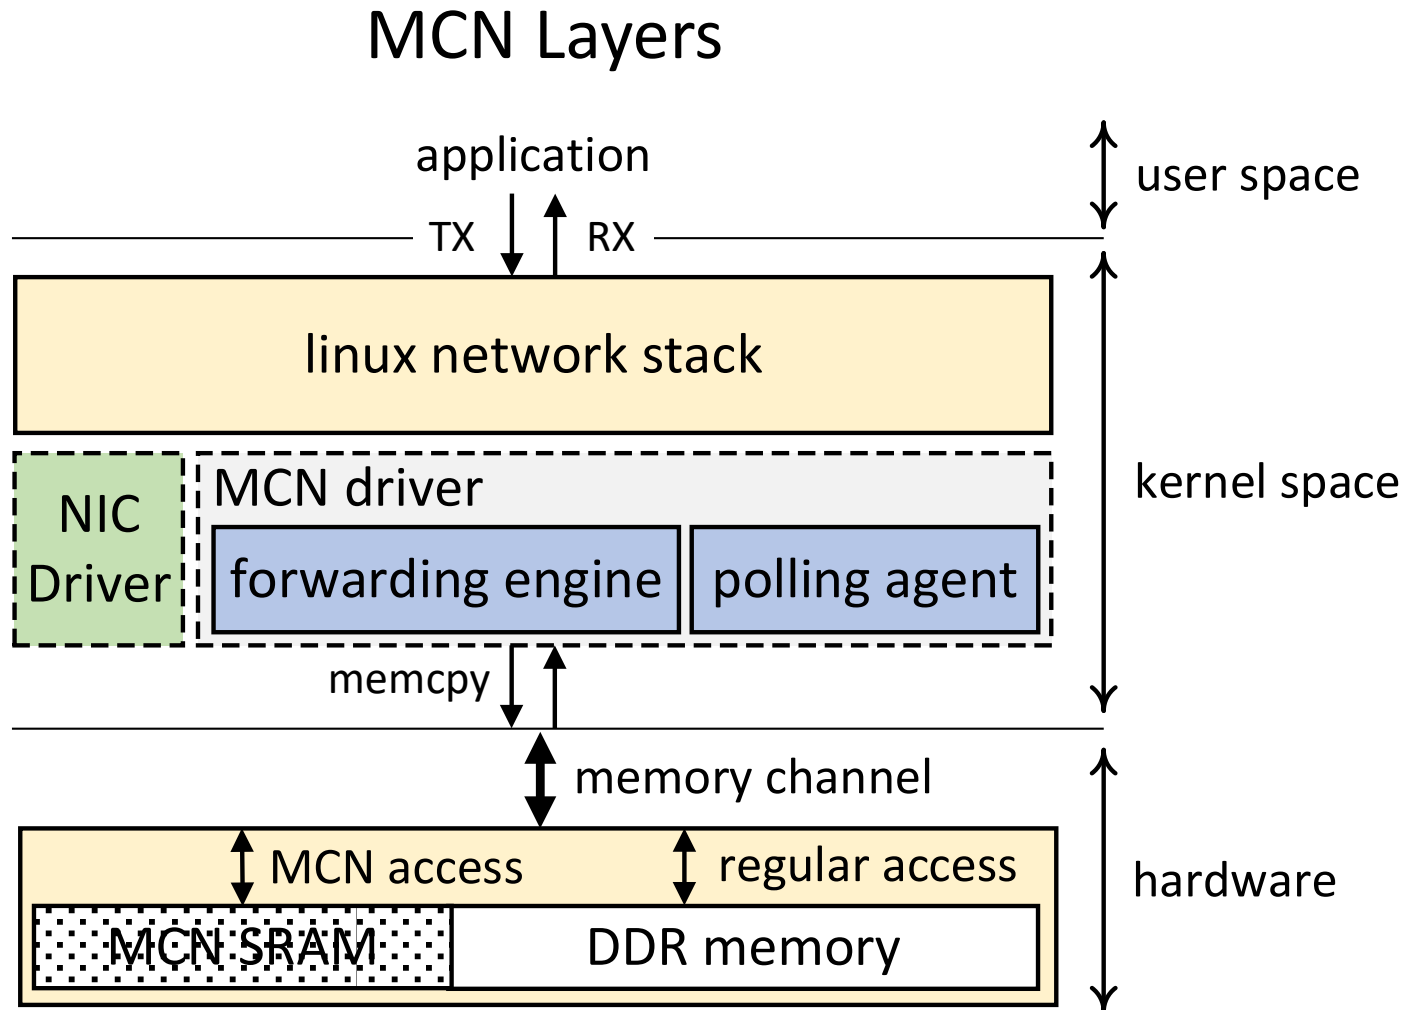 MCN Layers
application
user space
TX
RX
linux network stack
kernel space
NIC
Driver
MCN driver
forwarding engine
polling agent
memcpy
memory channel
MCN access
regular access
hardware
MCN SRAM
DDR memory